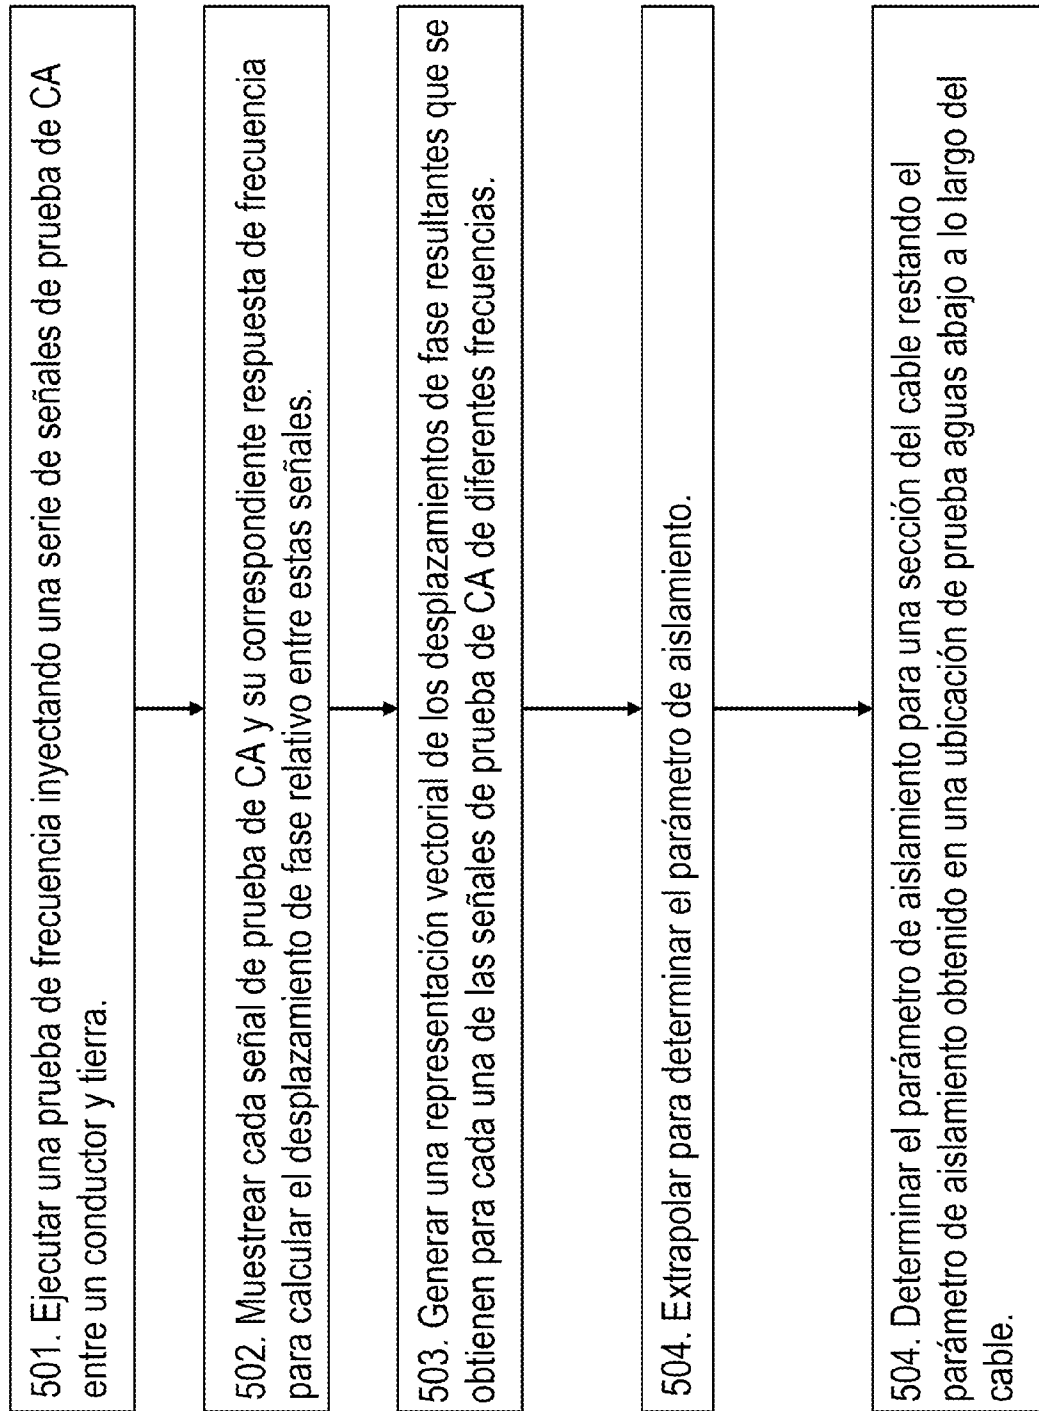 501. Ejecutar una prueba de frecuencia inyectando una serie de señales de prueba de CA
entre un conductor y tierra.
502. Muestrear cada señal de prueba de CA y su correspondiente respuesta de frecuencia
para calcular el desplazamiento de fase relativo entre estas señales.
503. Generar una representación vectorial de los desplazamientos de fase resultantes que se
obtienen para cada una de las señales de prueba de CA de diferentes frecuencias.
504. Extrapolar para determinar el parámetro de aislamiento.
504. Determinar el parámetro de aislamiento para una sección del cable restando el
parámetro de aislamiento obtenido en una ubicación de prueba aguas abajo a lo largo del
cable.